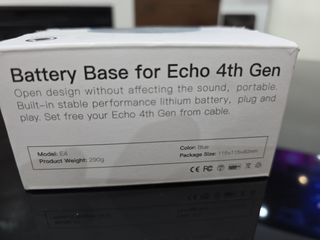 Battery Base for Echo 4th Gen
Open design without affecting the sound, portable.
Built-in stable performance lithium battery, plug and
play. Set free your Echo 4th Gen from cable.
Model: E4
Color: Blue
Product Weight: 290g
Package Size: 115x115x62mm